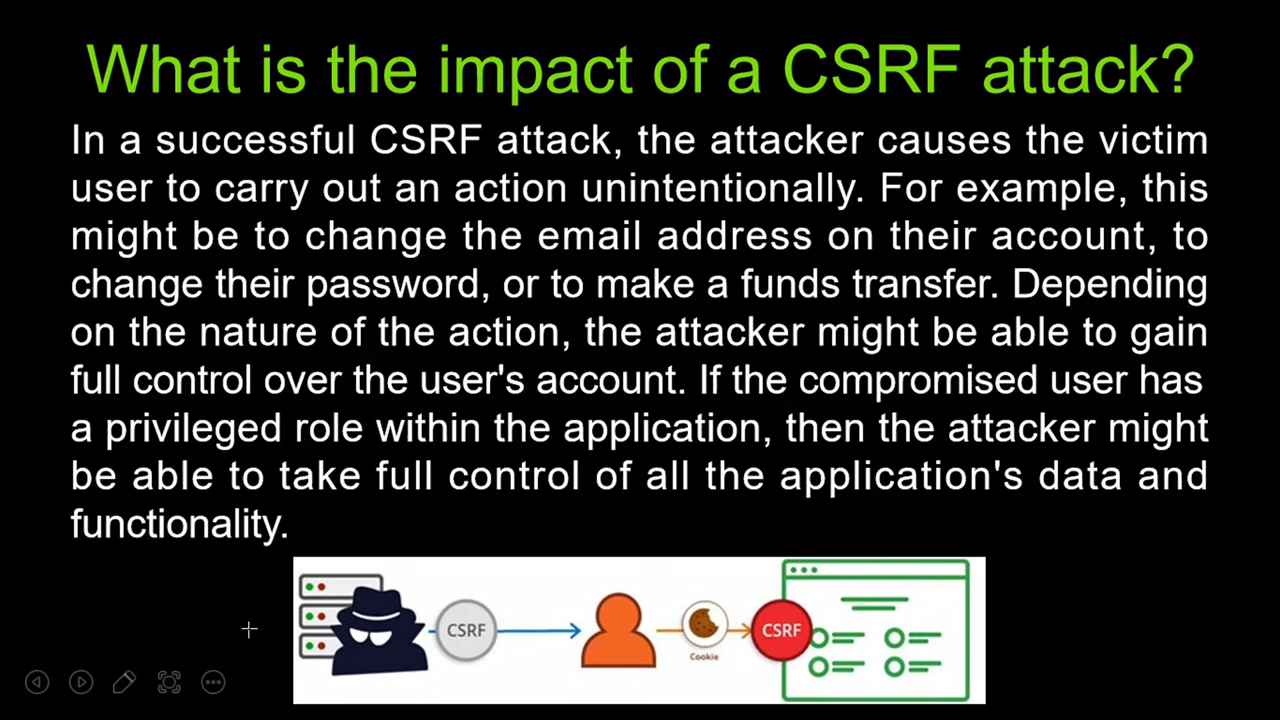 What is the impact of a CSRF attack?
In a successful CSRF attack, the attacker causes the victim
user to carry out an action unintentionally. For example, this
might be to change the email address on their account, to
change their password, or to make a funds transfer. Depending
on the nature of the action, the attacker might be able to gain
full control over the user's account. If the compromised user has
a privileged role within the application, then the attacker might
be able to take full control of all the application's data and
functionality.
CSRF
Cookie
CSRF